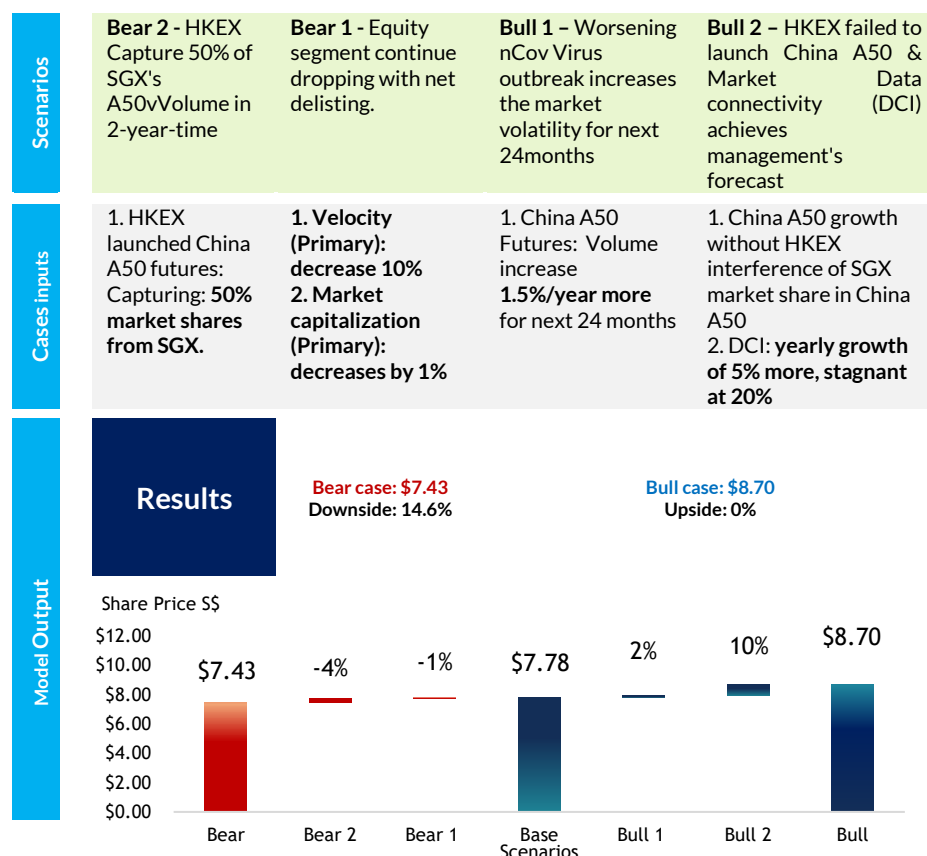 Scenarios
Bear 2 - HKEX
Capture 50% of
SGX's
A50vVolume in
2-year-time
Bear 1 - Equity
segment continue
dropping with net
delisting.
Bull 1 – Worsening
nCov Virus
outbreak increases
the market
volatility for next
24months
Bull 2 – HKEX failed to
launch China A50 &
Market Data
connectivity (DCI)
achieves
management's
forecast
Cases inputs
1. HKEX
launched China
A50 futures:
Capturing: 50%
market shares
from SGX.
1. Velocity
(Primary):
decrease 10%
2. Market
capitalization
(Primary):
decreases by 1%
1. China A50
Futures: Volume
increase
1.5%/year more
for next 24 months
1. China A50 growth
without HKEX
interference of SGX
market share in China
A50
2. DCI: yearly growth
of 5% more, stagnant
at 20%
Model Output
Results
Bear case: $7.43
Downside: 14.6%
Bull case: $8.70
Upside: 0%
Share Price S$
$12.00
$10.00
$8.00
$6.00
$4.00
$2.00
$0.00
$7.43
-4%
-1%
$7.78
2%
10%
$8.70
Bear
Bear 2
Bear 1
Base
Scenarios
Bull 1
Bull 2
Bull